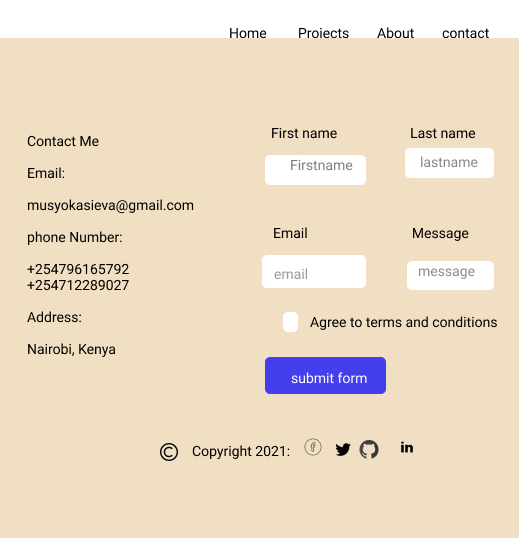 Home Projects About contact
Contact Me
Email:
musyokasieva@gmail.com
phone Number:
+254796165792
+254712289027
Address:
Nairobi, Kenya
First name Last name
Firstname lastname
Email Message
email message
Agree to terms and conditions
submit form
© Copyright 2021: f in